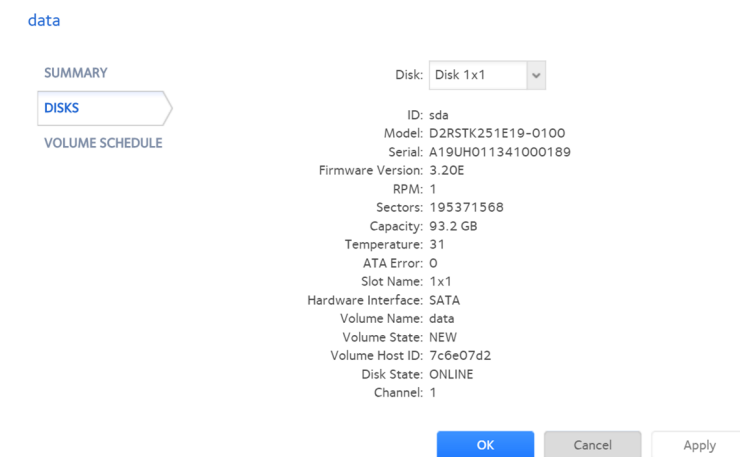 data
SUMMARY
DISKS
VOLUME SCHEDULE
Disk: Disk 1x1
ID: sda
Model: D2RSTK251E19-0100
Serial: A19UH011341000189
Firmware Version: 3.20E
RPM: 1
Sectors: 195371568
Capacity: 93.2 GB
Temperature: 31
ATA Error: 0
Slot Name: 1x1
Hardware Interface: SATA
Volume Name: data
Volume State: NEW
Volume Host ID: 7c6e07d2
Disk State: ONLINE
Channel: 1
OK Cancel Apply